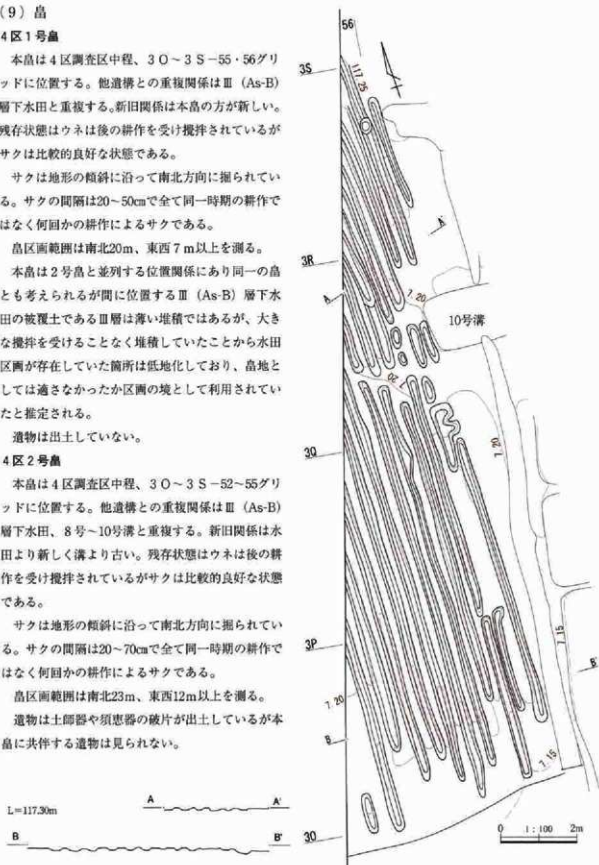 (9) 畠
4区1号畠
　本畠は4区調査区中程、3O～3S－55・56グリ
ッドに位置する。他遺構との重複関係はⅢ（As-B）
層下水田と重複する。新旧関係は本畠の方が新しい。
残存状態はウネは後の耕作を受け攪拌されているが
サクは比較的良好な状態である。
　サクは地形の傾斜に沿って南北方向に掘られてい
る。サクの間隔は20～50㎝で全て同一時期の耕作で
はなく何回かの耕作によるサクである。
　畠区画範囲は南北20m、東西7m以上を測る。
　本畠は2号畠と並列する位置関係にあり同一の畠
とも考えられるが間に位置するⅢ（As-B）層下水
田の被覆土であるⅢ層は薄い堆積ではあるが、大き
な攪拌を受けることなく堆積していたことから水田
区画が存在していた箇所は低地化しており、畠地と
しては適さなかったか区画の境として利用されてい
たと推定される。
　遺物は出土していない。
4区2号畠
　本畠は4区調査区中程、3O～3S－52～55グリ
ッドに位置する。他遺構との重複関係はⅢ（As-B）
層下水田、8号～10号溝と重複する。新旧関係は水
田より新しく溝より古い。残存状態はウネは後の耕
作を受け攪拌されているがサクは比較的良好な状態
である。
　サクは地形の傾斜に沿って南北方向に掘られてい
る。サクの間隔は20～70㎝で全て同一時期の耕作で
はなく何回かの耕作によるサクである。
　畠区画範囲は南北23m、東西12m以上を測る。
　遺物は土師器や須恵器の破片が出土しているが本
畠に共伴する遺物は見られない。
L=117.30m
A A'
B B'
56
3S
117.25
A'
3R
A
7.20
10号溝
7.20
7.20
3Q
3P
7.15
B'
7.20
B
7.15
3O
0 1:100 2m